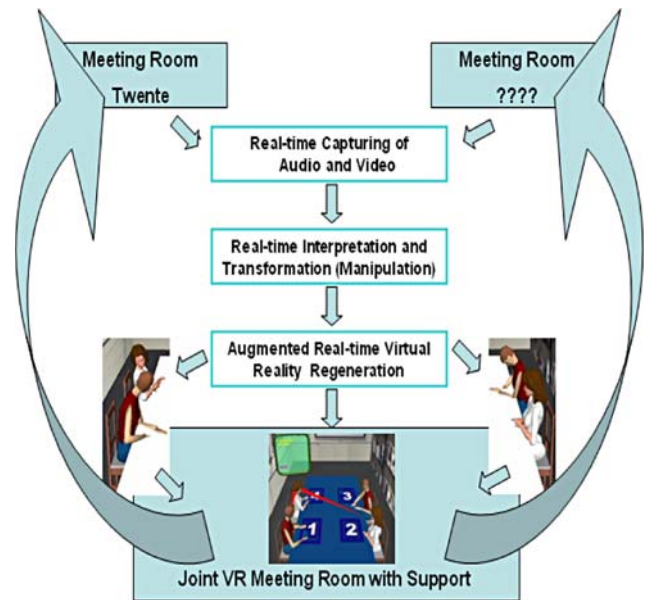 Meeting Room
Twente
Meeting Room
????
Real-time Capturing of
Audio and Video
Real-time Interpretation and
Transformation (Manipulation)
Augmented Real-time Virtual
Reality Regeneration
3
1
2
Joint VR Meeting Room with Support